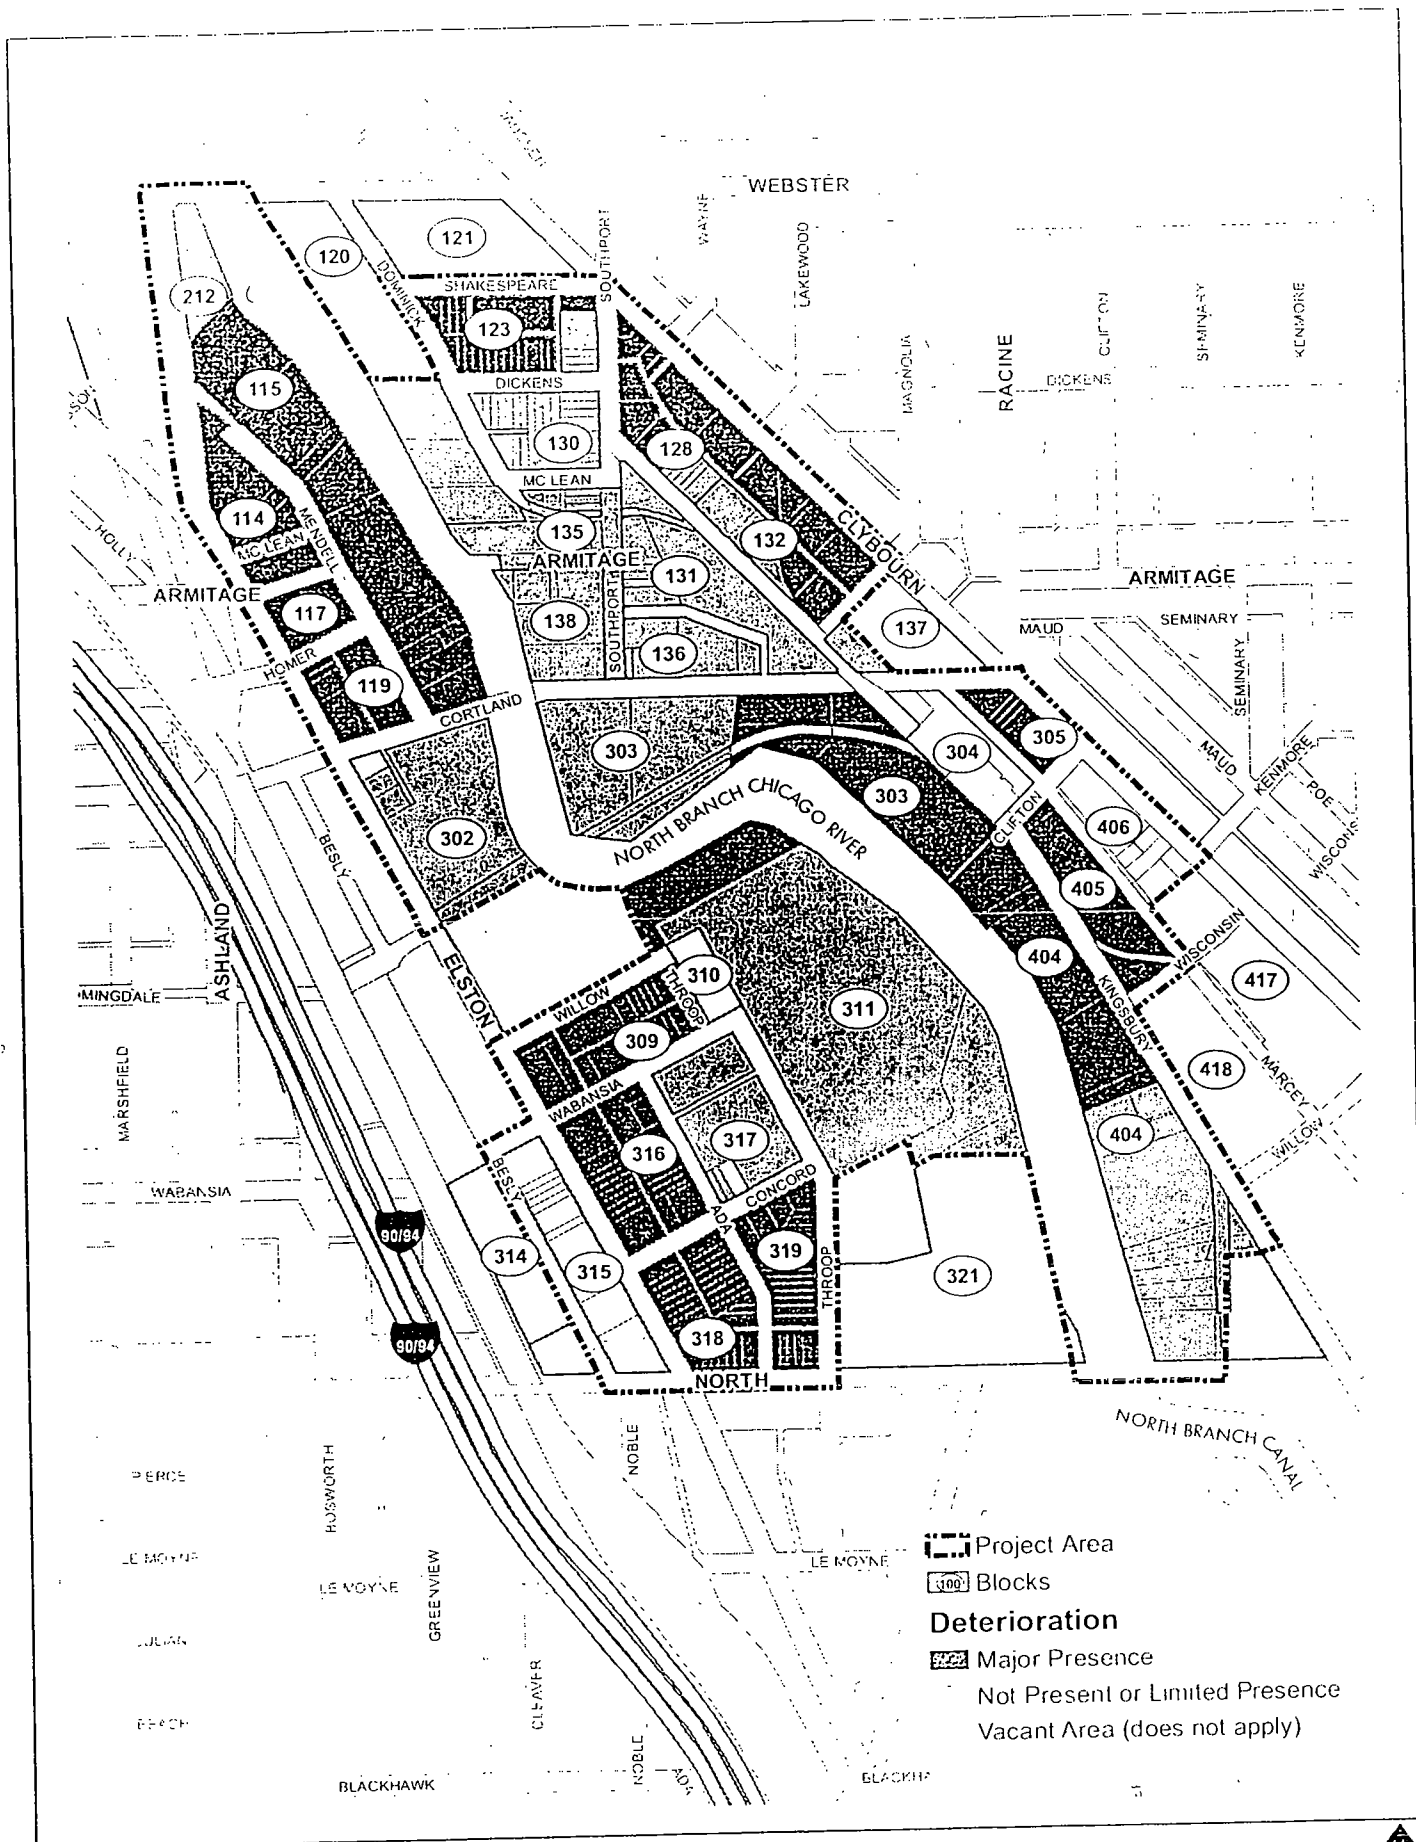 WEBSTER
WAYNE
SOUTHPORT
LAKEWOOD
121
120
DOMINICK
SHAKESPEARE
212
123
CLIFTON
SEMINARY
KENMORE
MAGNOLIA
RACINE
DICKENS
DICKENS
115
130
128
MC LEAN
114
MENDELL
MC LEAN
HOLLY
135
ARMITAGE
132
CLYBOURN
131
ARMITAGE
ARMITAGE
117
138
SOUTHPORT
137
MAUD
SEMINARY
136
HOMER
SEMINARY
119
CORTLAND
303
304
305
MAUD
KENMORE
POE
303
NORTH BRANCH CHICAGO RIVER
CLIFTON
406
302
BESLY
405
WISCONSIN
ASHLAND
ELSTON
404
310
THROOP
WILLOW
311
417
KINGSBURY
309
WABANSIA
418
MARCEY
MARSHFIELD
404
317
316
WILLOW
BESLY
CONCORD
ADA
WABANSIA
90/94
314
315
319
THROOP
321
90/94
318
NORTH
NORTH BRANCH CANAL
NOBLE
PIERCE
BOSWORTH
LE MOYNE
LE MOYNE
LE MOYNE
GREENVIEW
JULIAN
CLEAVER
BEACH
NOBLE
ADA
BLACKHAWK
Project Area
100 Blocks
Deterioration
Major Presence
Not Present or Limited Presence
Vacant Area (does not apply)